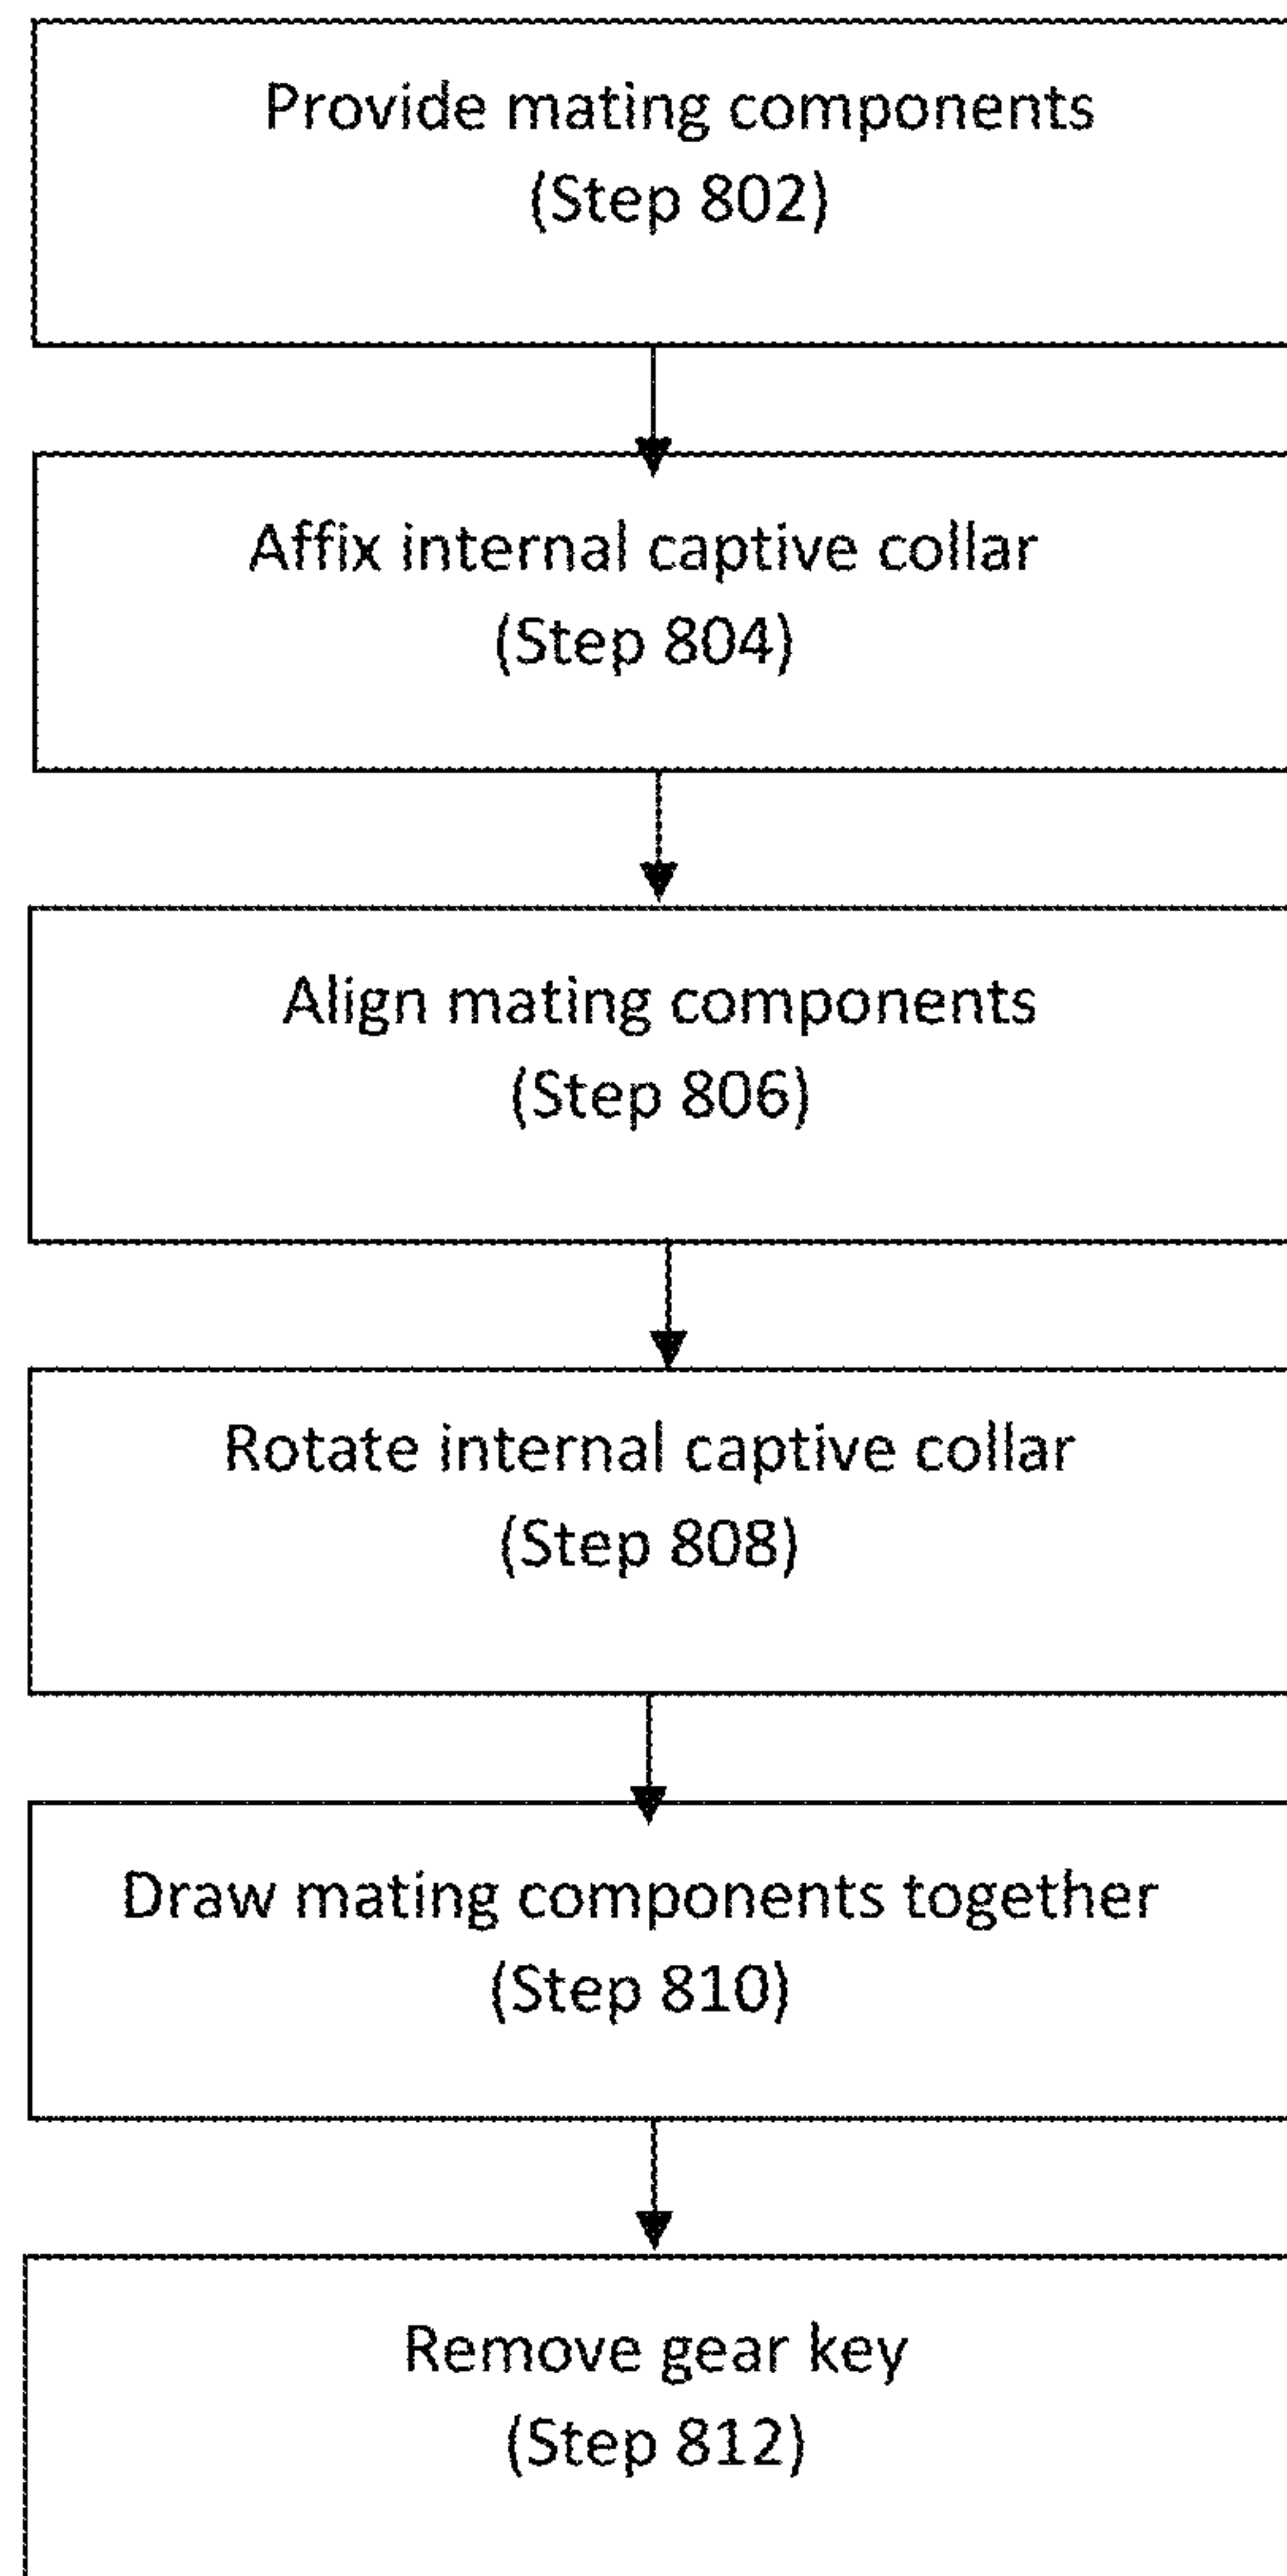 Provide mating components
(Step 802)
Affix internal captive collar
(Step 804)
Align mating components
(Step 806)
Rotate internal captive collar
(Step 808)
Draw mating components together
(Step 810)
Remove gear key
(Step 812)